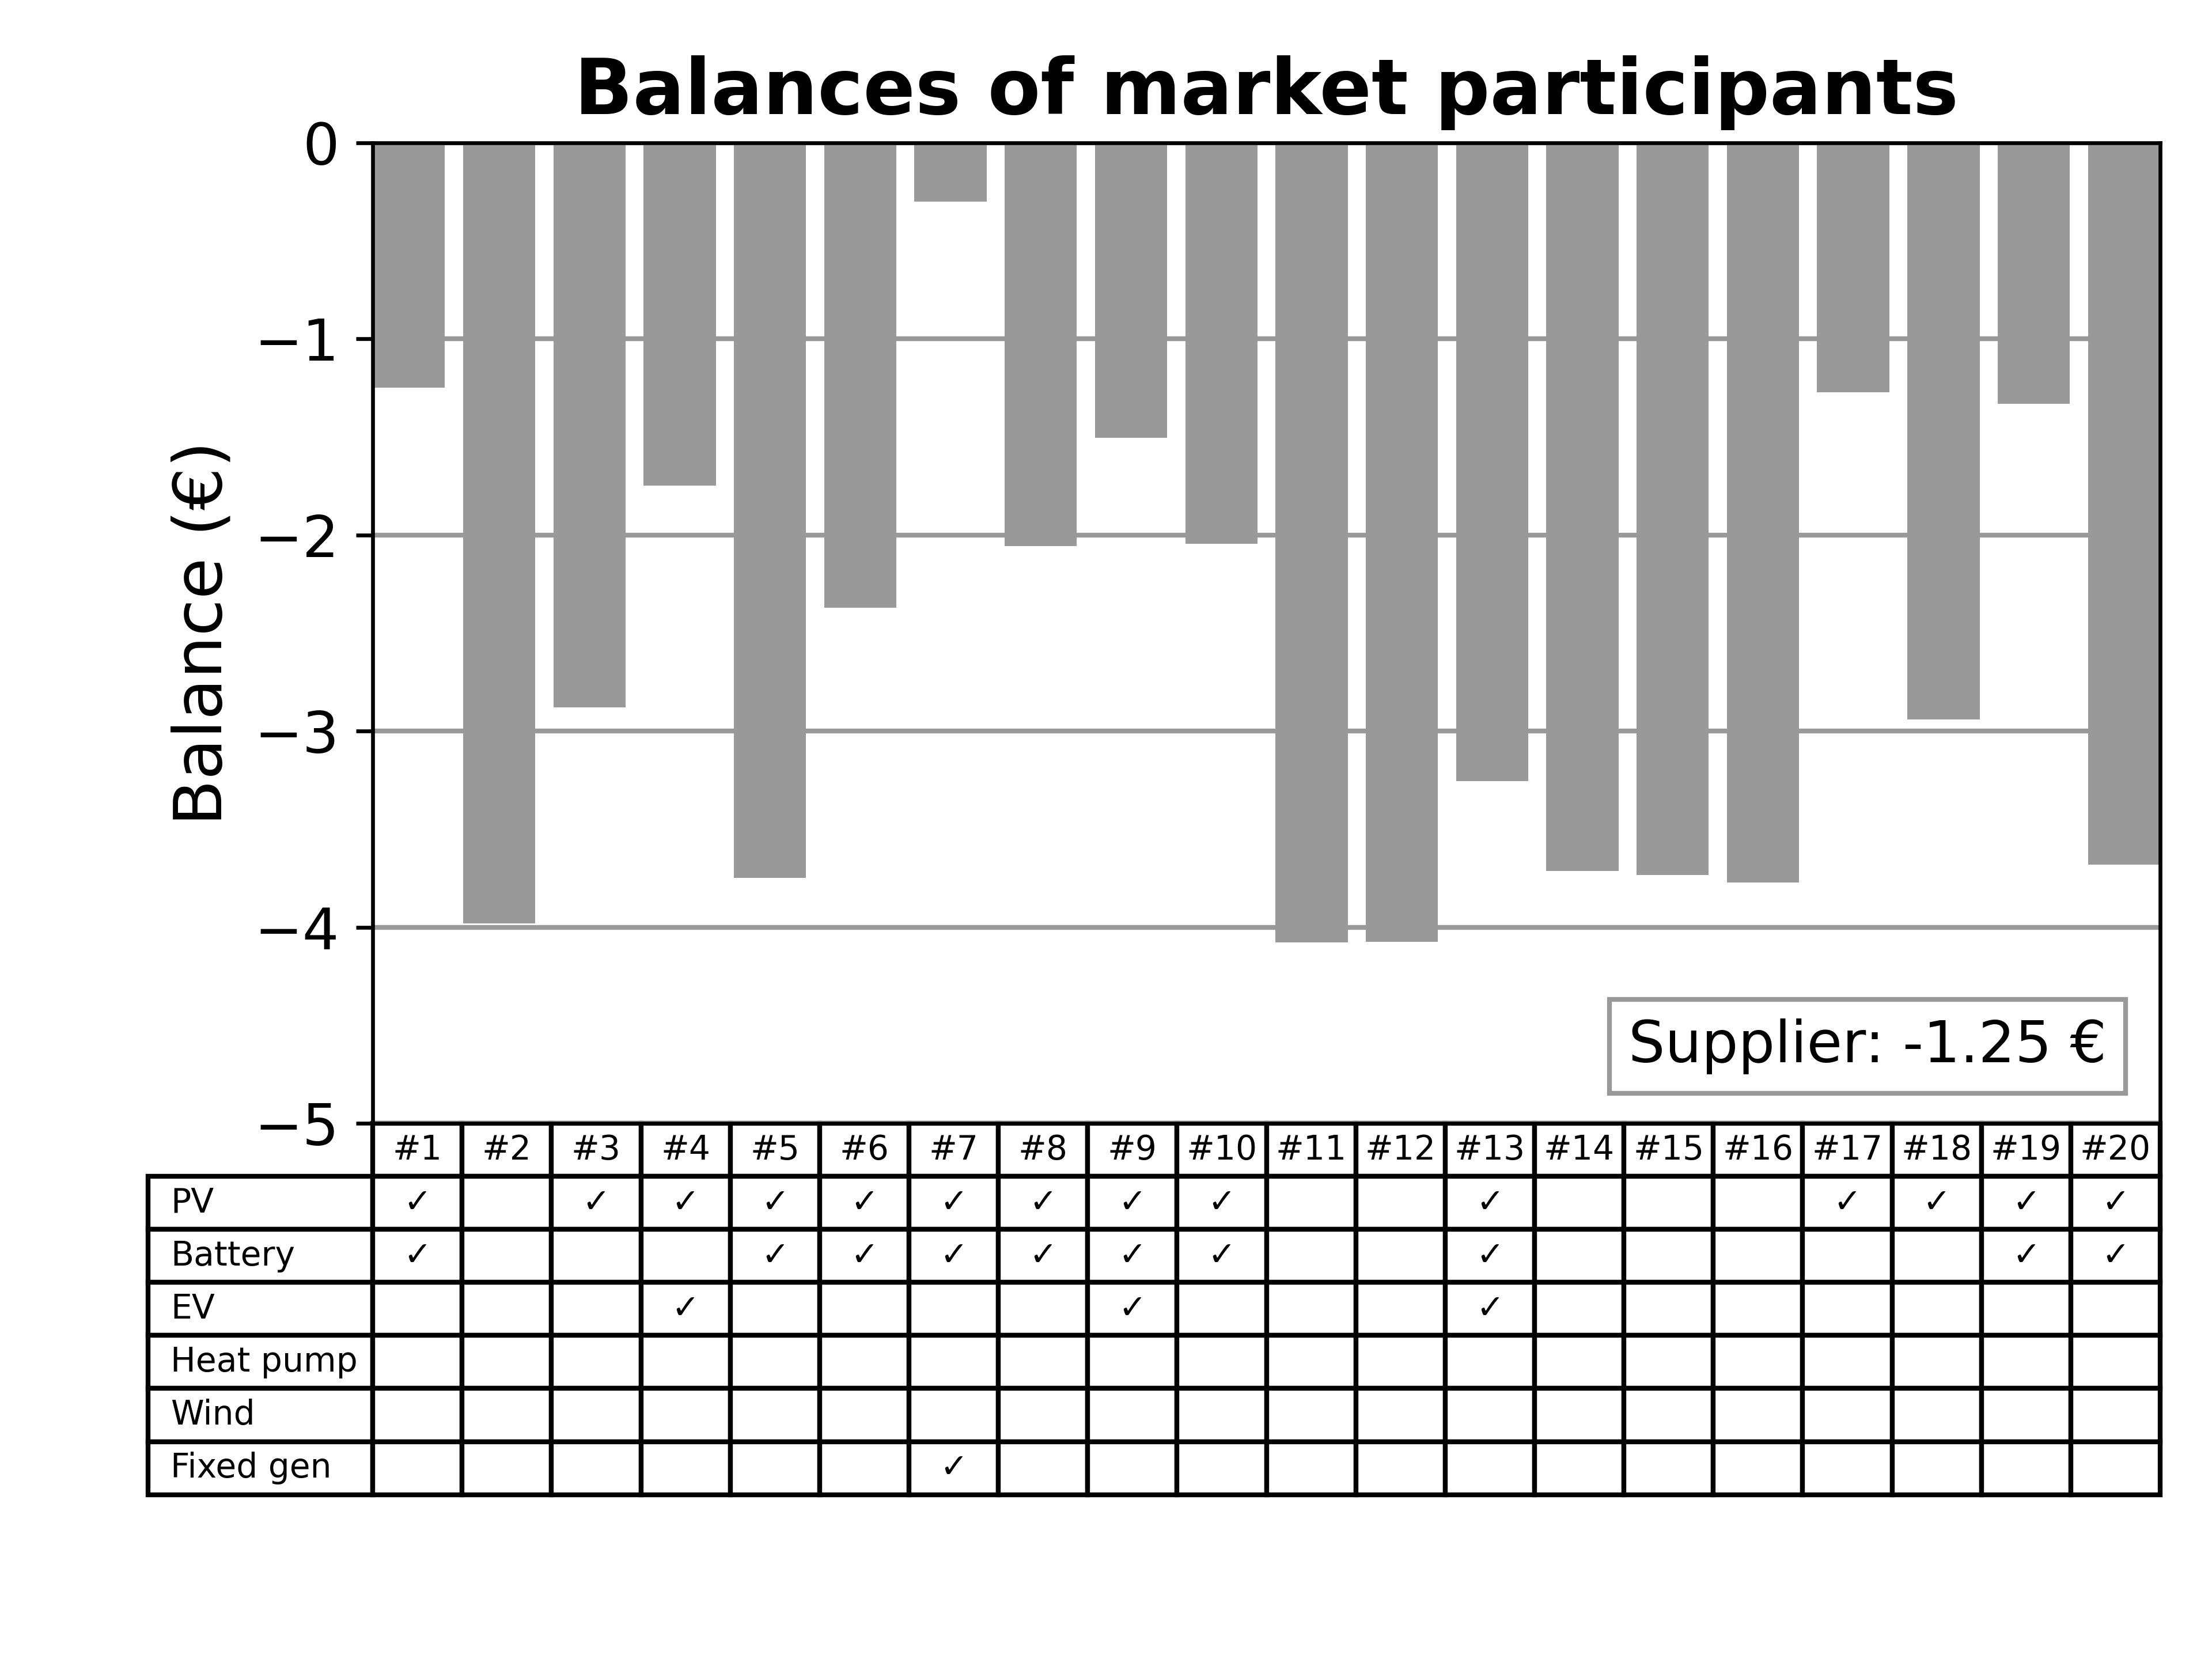 Balances of market participants
0
−1
−2
−3
−4
−5
Balance (€)
Supplier: -1.25 €
#1 #2 #3 #4 #5 #6 #7 #8 #9 #10 #11 #12 #13 #14 #15 #16 #17 #18 #19 #20
PV ✓ ✓ ✓ ✓ ✓ ✓ ✓ ✓ ✓ ✓ ✓ ✓ ✓ ✓
Battery ✓ ✓ ✓ ✓ ✓ ✓ ✓ ✓ ✓ ✓
EV ✓ ✓ ✓
Heat pump
Wind
Fixed gen ✓